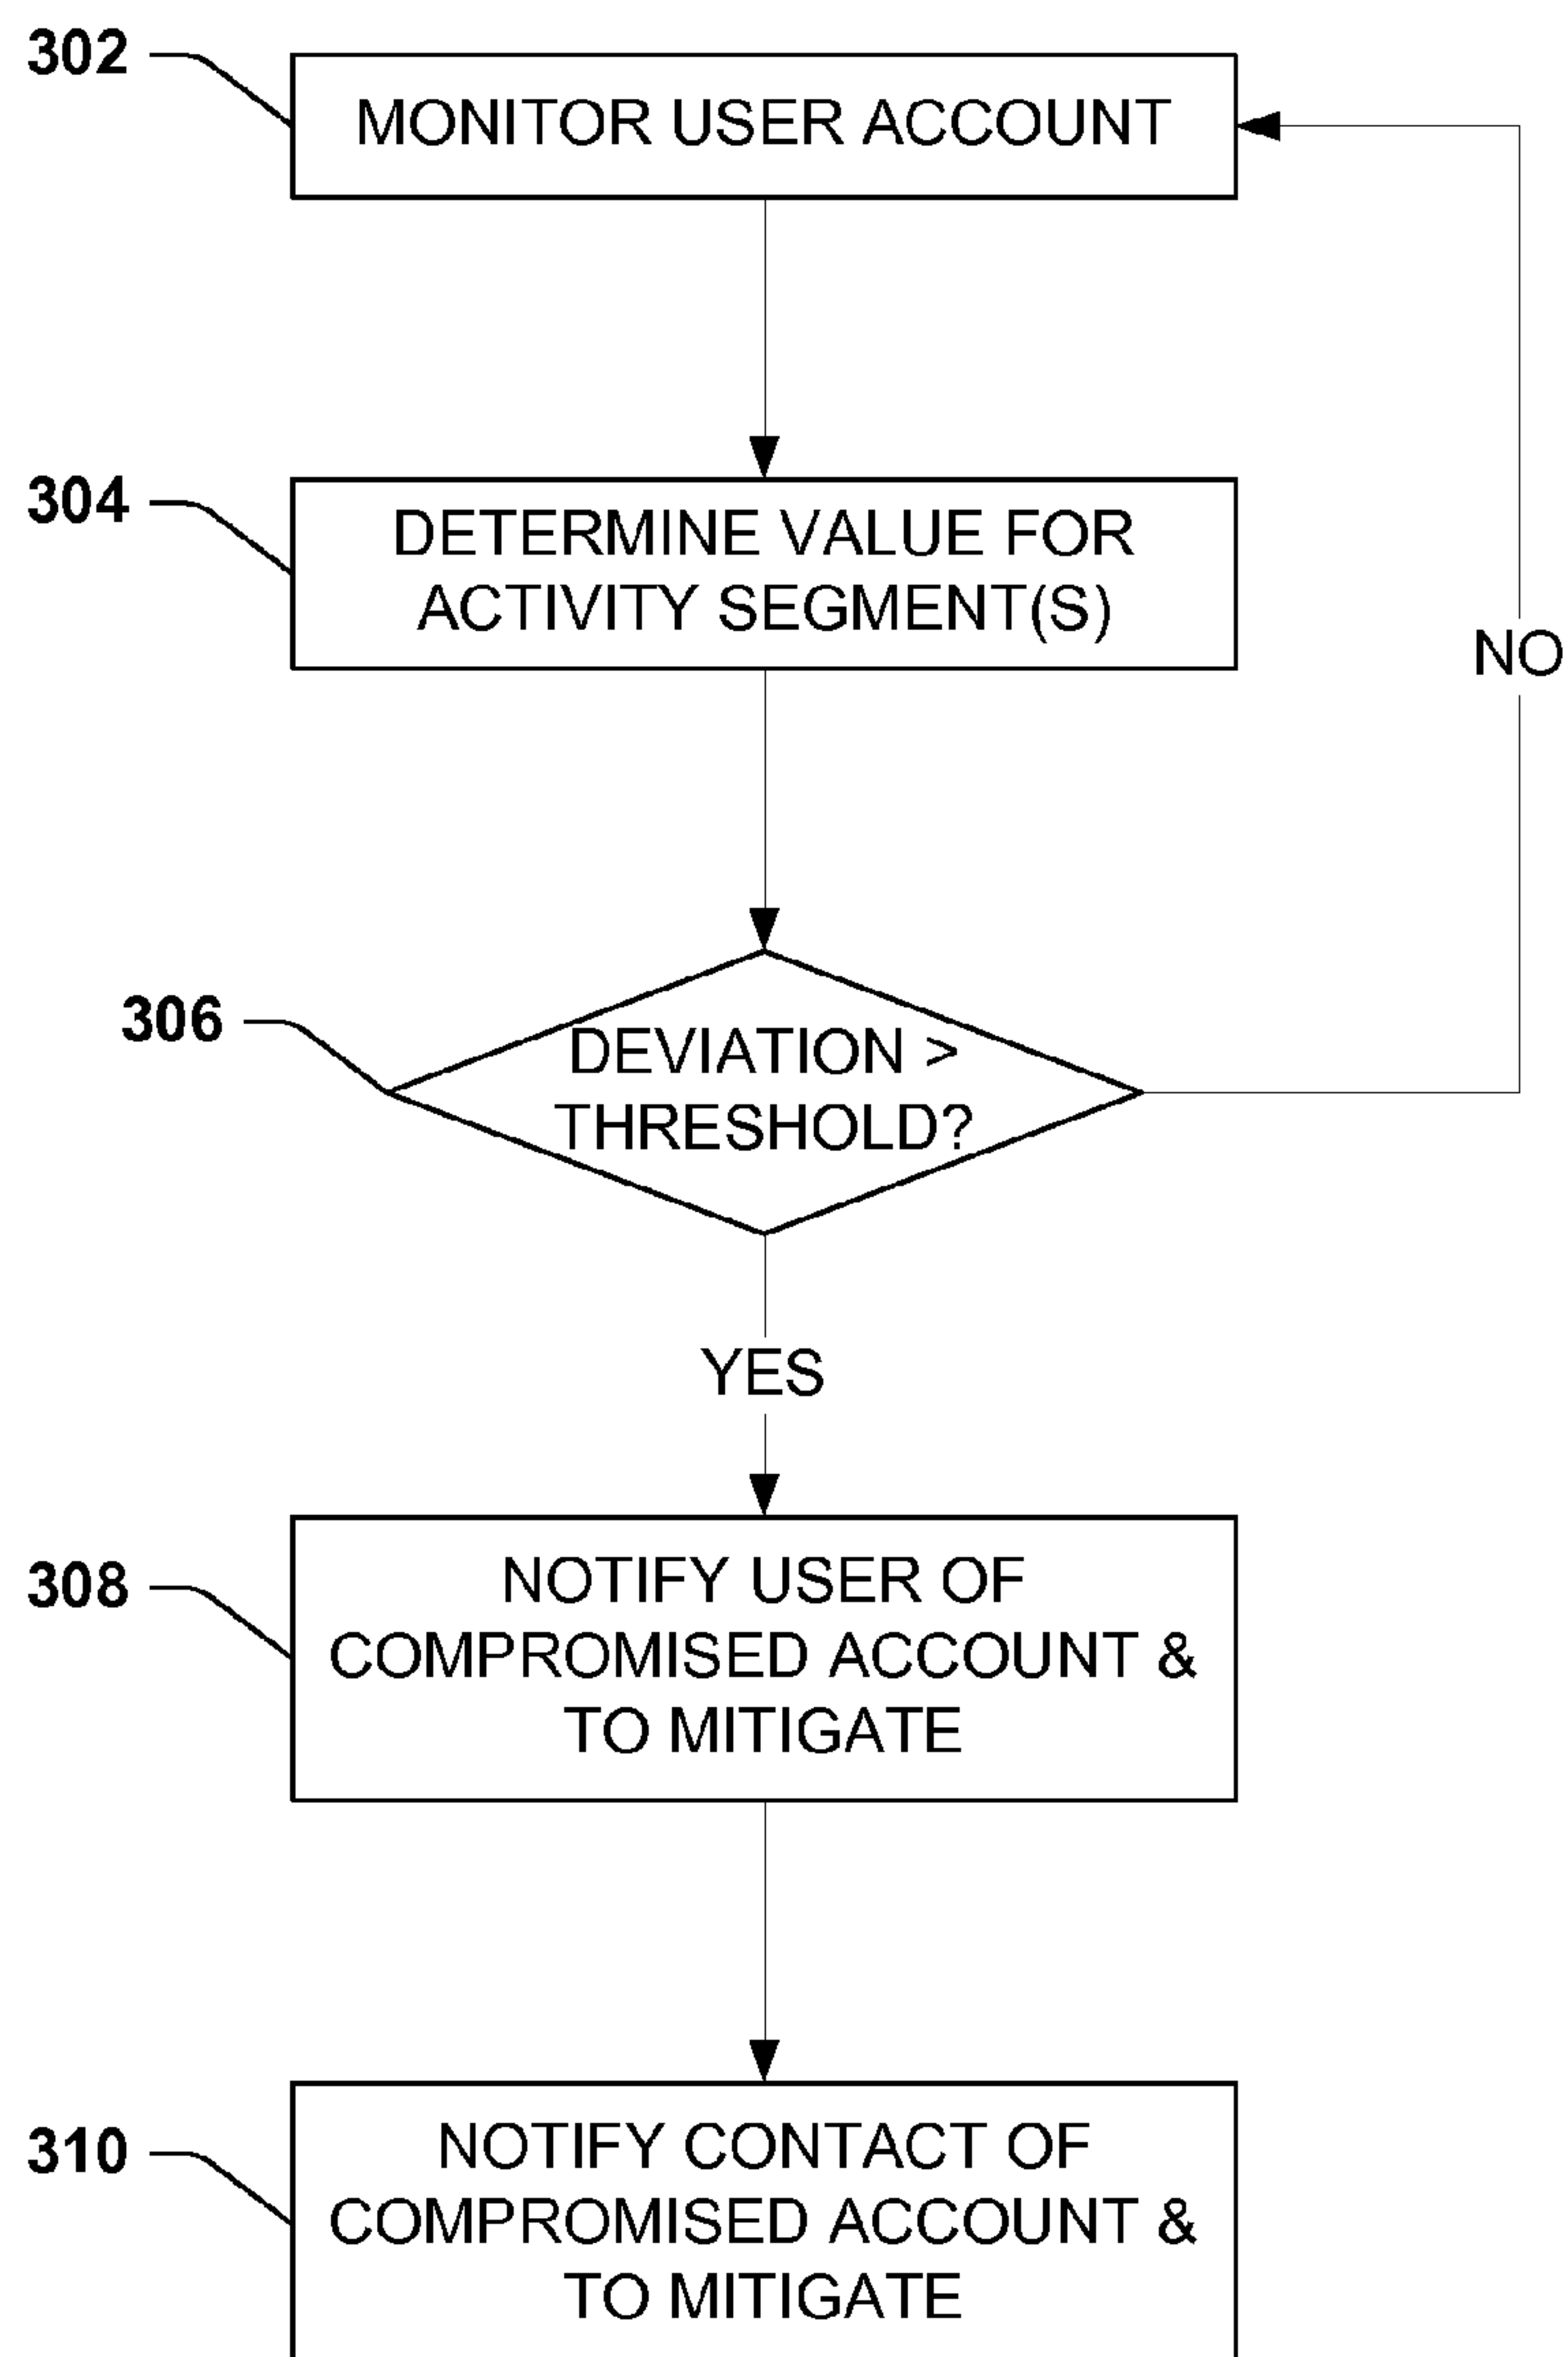 302
MONITOR USER ACCOUNT
304
DETERMINE VALUE FOR
ACTIVITY SEGMENT(S)
NO
306
DEVIATION >
THRESHOLD?
YES
308
NOTIFY USER OF
COMPROMISED ACCOUNT &
TO MITIGATE
310
NOTIFY CONTACT OF
COMPROMISED ACCOUNT &
TO MITIGATE